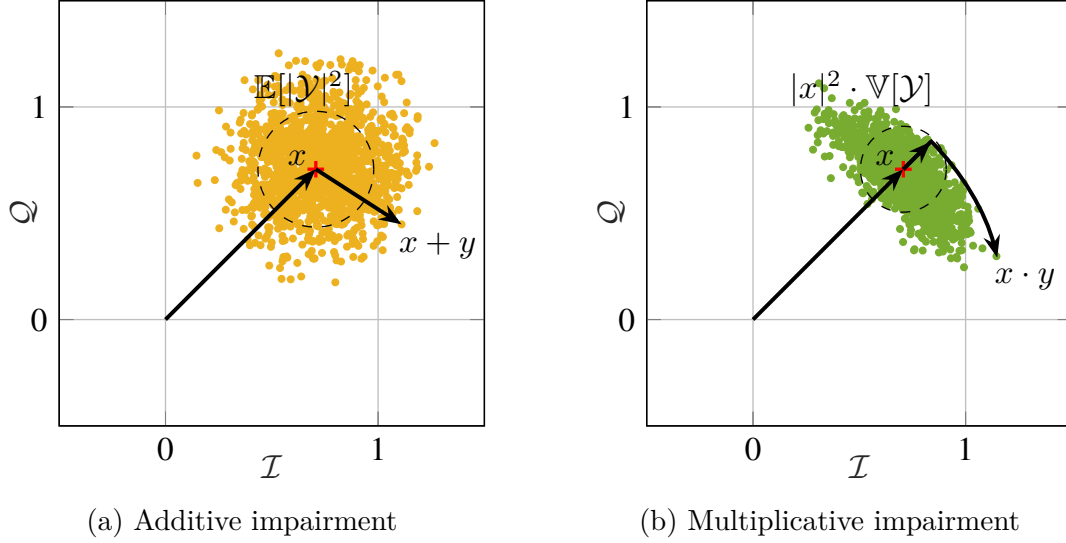 𝔼[|𝒴|²]
1
x
𝒬
x + y
0
0
1
ℐ
(a) Additive impairment
|x|² · 𝕍[𝒴]
1
x
𝒬
x · y
0
0
1
ℐ
(b) Multiplicative impairment